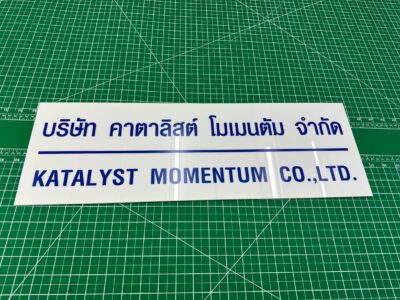 บริษัท คาตาลิสต์ โมเมนตัม จำกัด
KATALYST MOMENTUM CO.,LTD.